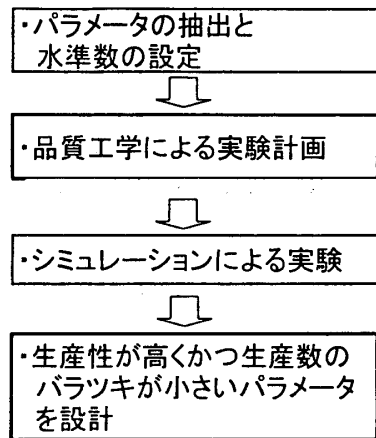 ・パラメータの抽出と
水準数の設定
・品質工学による実験計画
・シミュレーションによる実験
・生産性が高くかつ生産数の
バラツキが小さいパラメータ
を設計